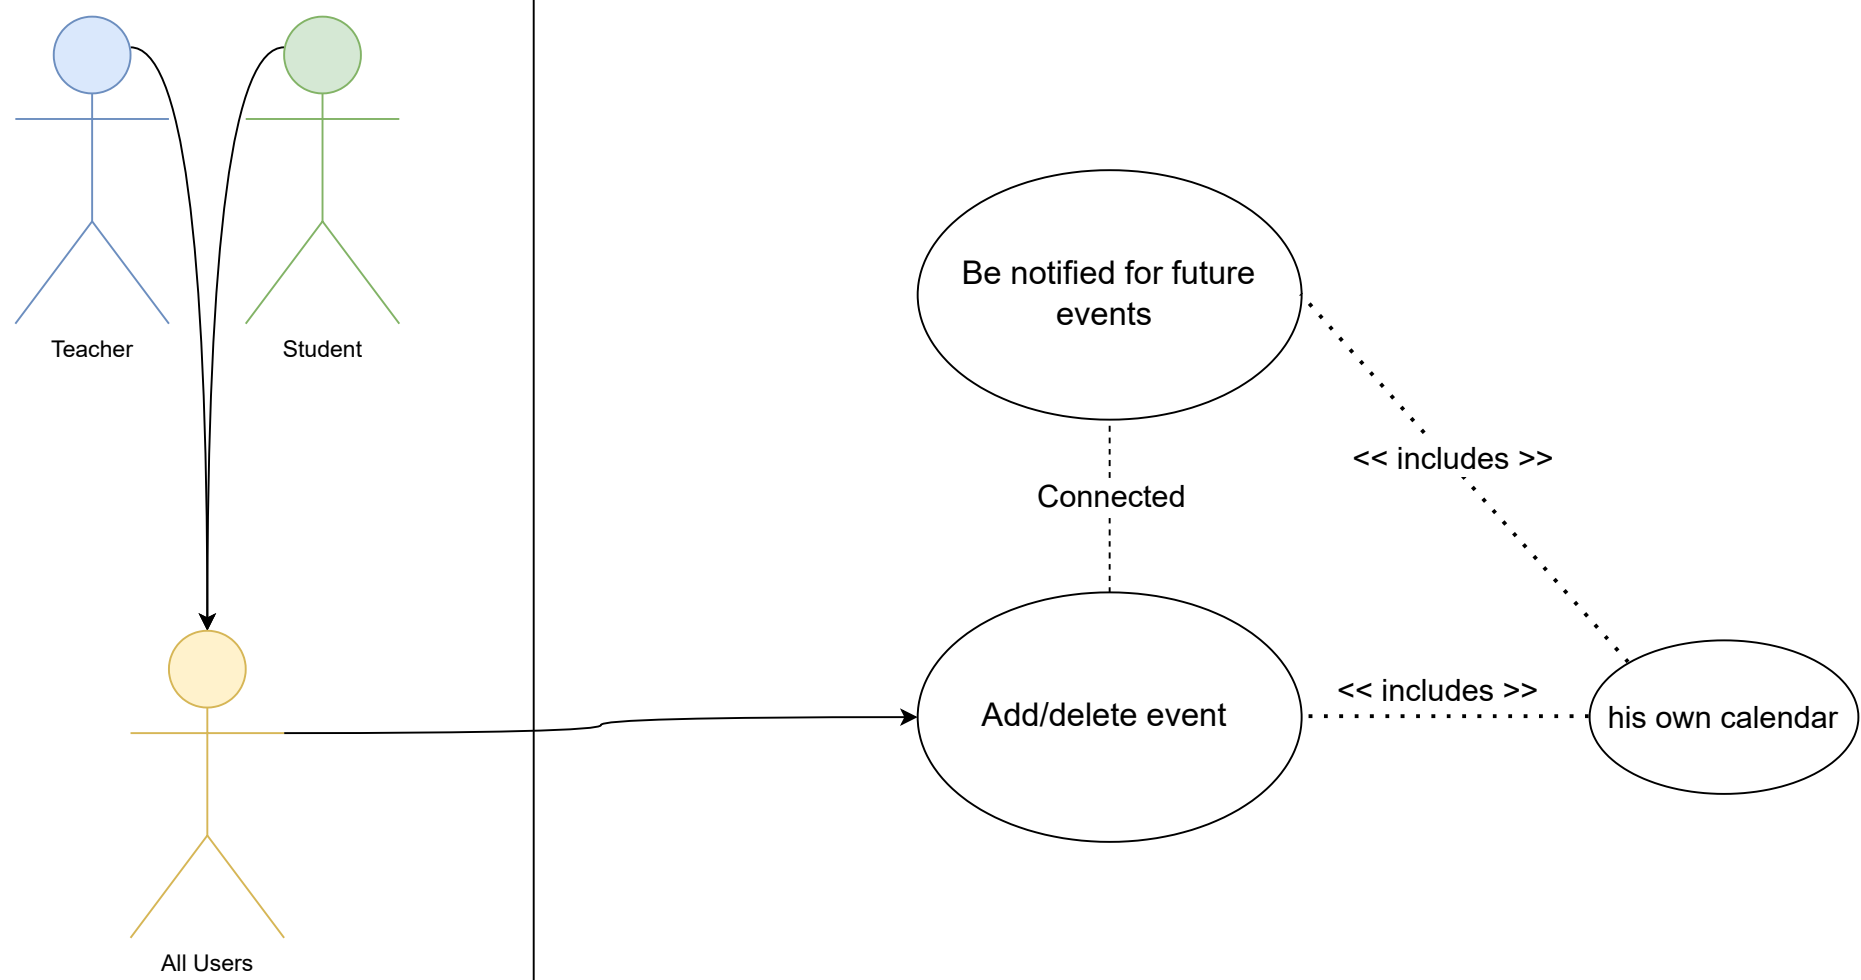 Teacher
Student
Be notified for future
events
<< includes >>
Connected
<< includes >>
Add/delete event
his own calendar
All Users